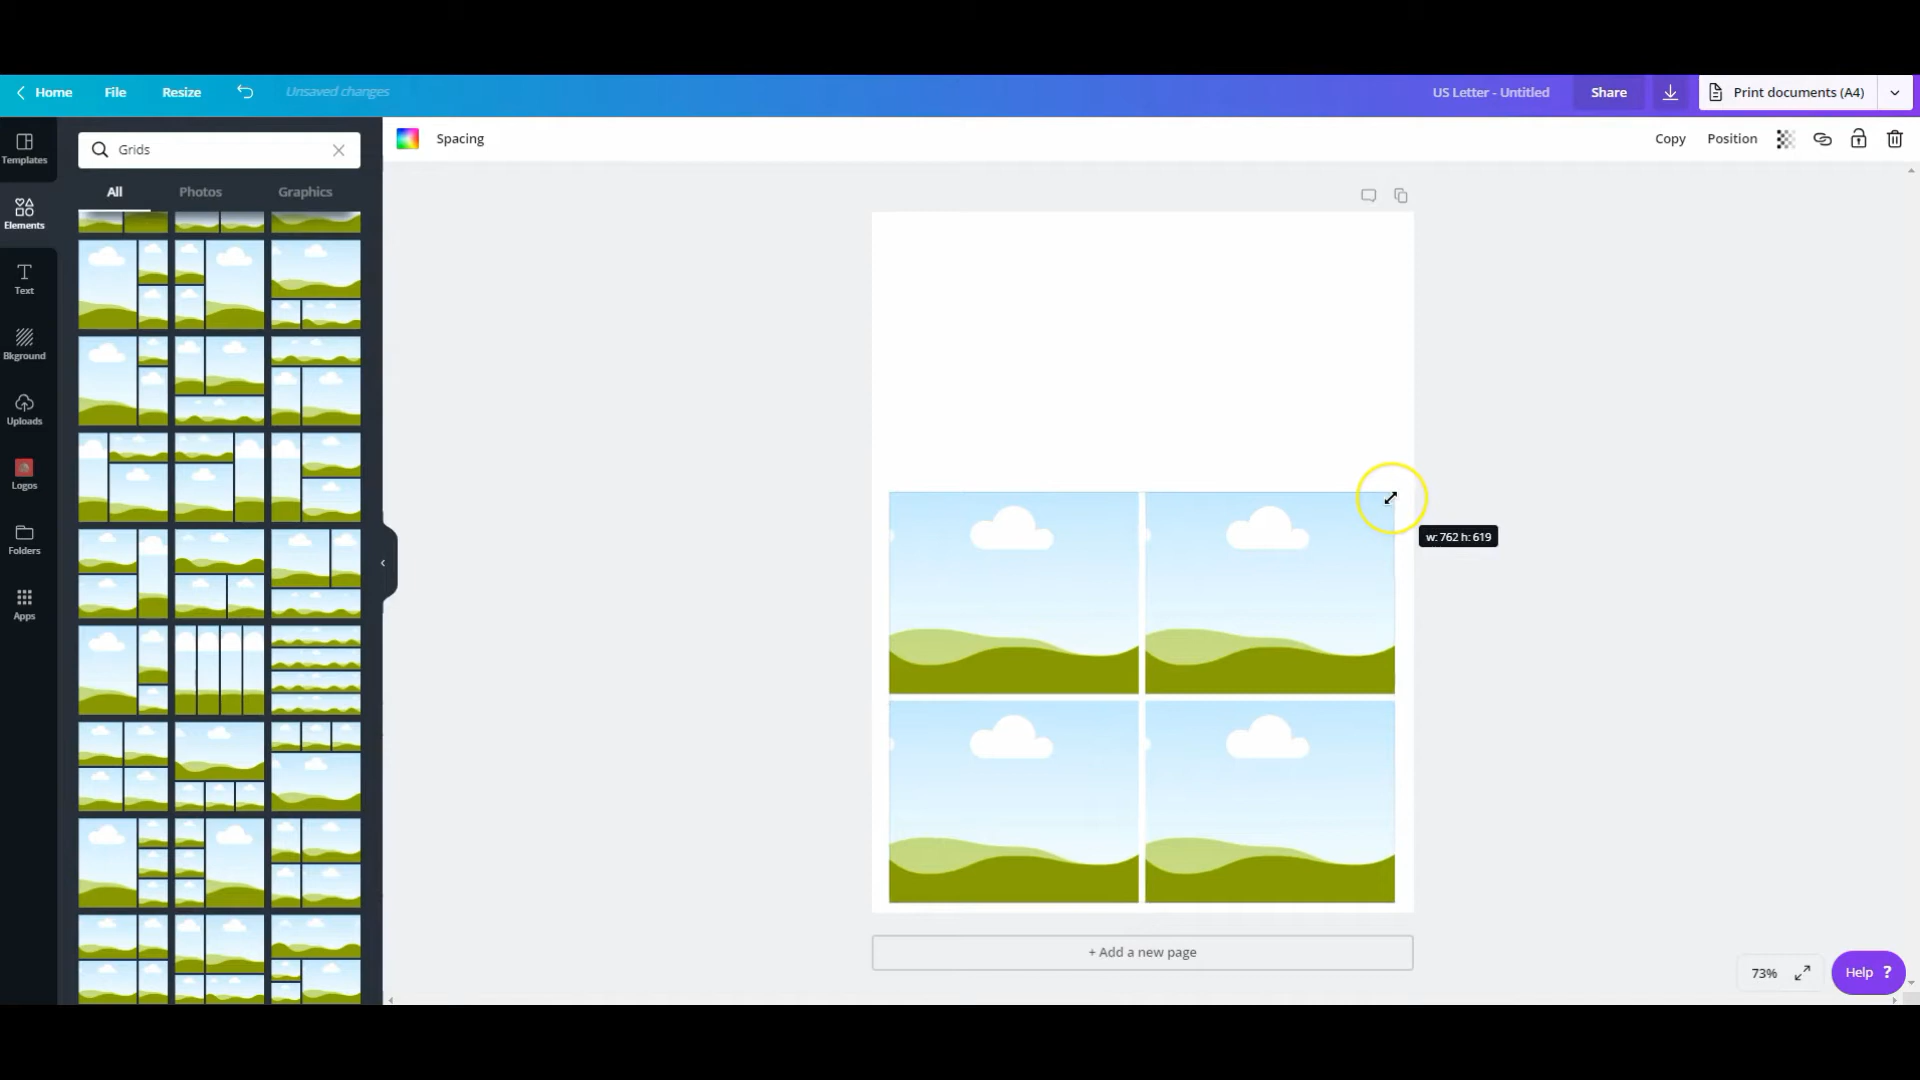 Home
File
Resize
Unsaved changes
US Letter - Untitled
Share
Print documents (A4)
Templates
Elements
Text
Bkground
Uploads
Logos
Folders
Apps
Grids
All
Photos
Graphics
Spacing
Copy
Position
w: 762 h: 619
+ Add a new page
73%
Help ?